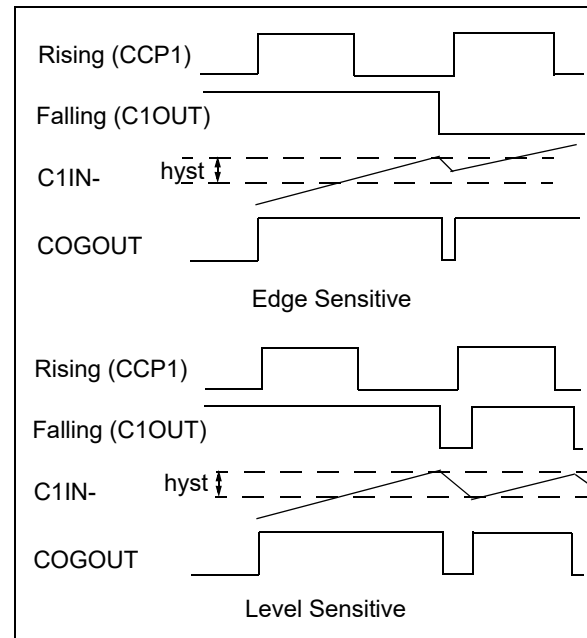 Rising (CCP1)
Falling (C1OUT)
C1IN-
hyst
COGOUT
Edge Sensitive
Rising (CCP1)
Falling (C1OUT)
C1IN-
hyst
COGOUT
Level Sensitive